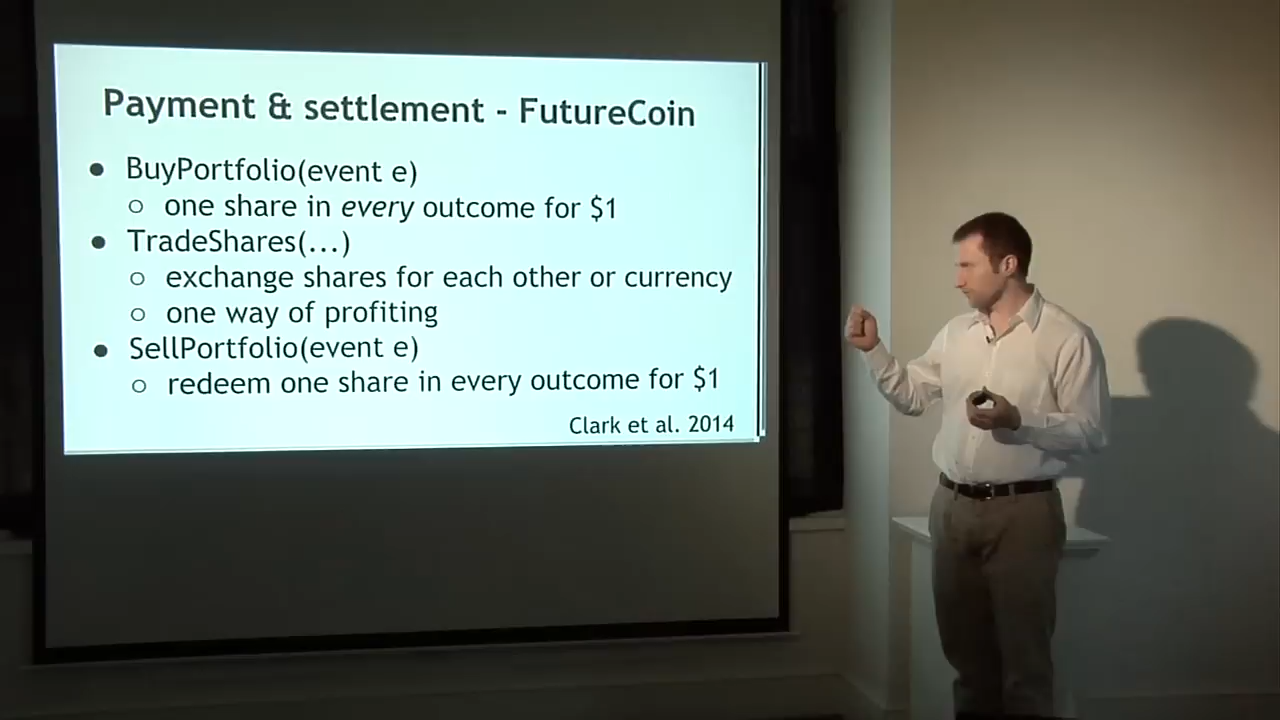 Payment & settlement - FutureCoin
● BuyPortfolio(event e)
○ one share in every outcome for $1
● TradeShares(...)
○ exchange shares for each other or currency
○ one way of profiting
● SellPortfolio(event e)
○ redeem one share in every outcome for $1
Clark et al. 2014